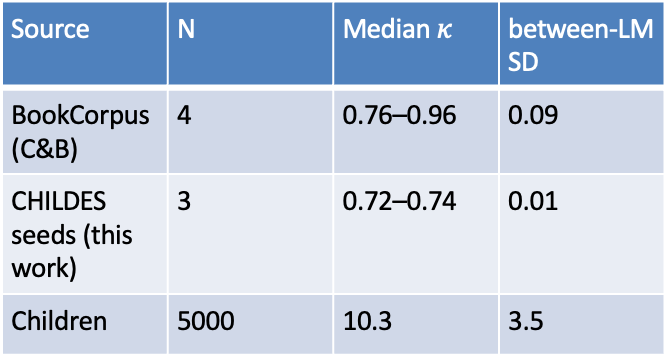 Source N Median κ between-LM
SD
BookCorpus 4 0.76–0.96 0.09
(C&B)
CHILDES 3 0.72–0.74 0.01
seeds (this
work)
Children 5000 10.3 3.5